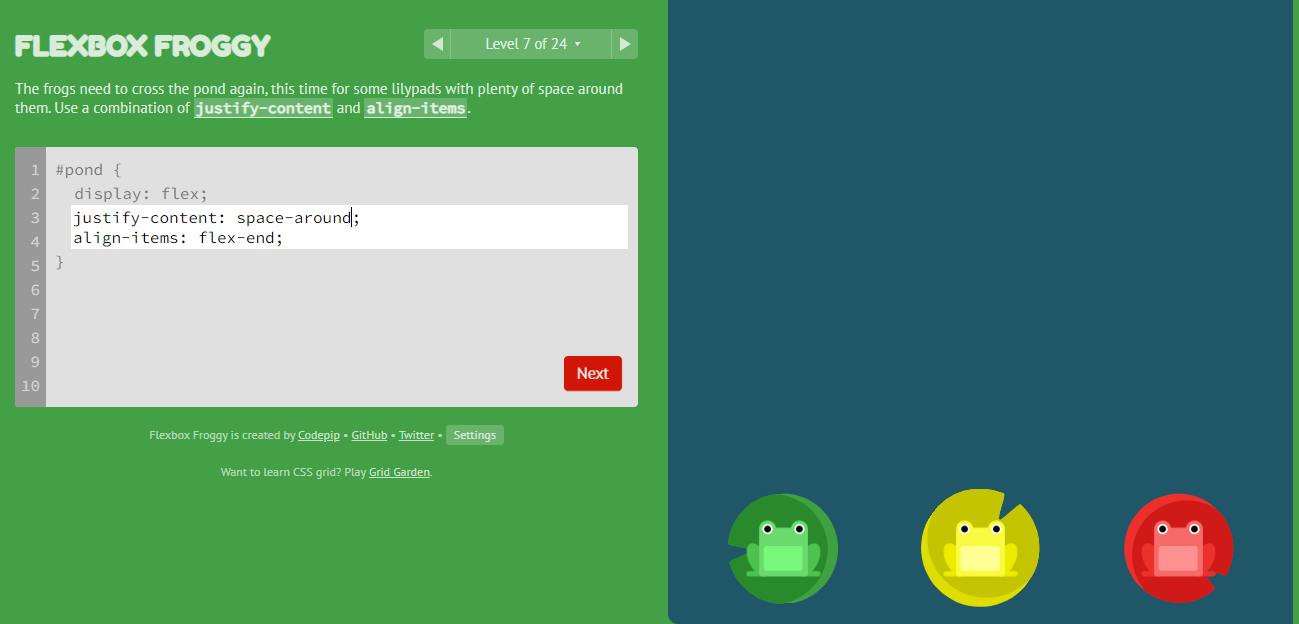 FLEXBOX FROGGY
◀ Level 7 of 24 ▾ ▶
The frogs need to cross the pond again, this time for some lilypads with plenty of space around
them. Use a combination of justify-content and align-items.
1 #pond {
2 display: flex;
3 justify-content: space-around;
4 align-items: flex-end;
5 }
6
7
8
9
10
Next
Flexbox Froggy is created by Codepip • GitHub • Twitter • Settings
Want to learn CSS grid? Play Grid Garden.